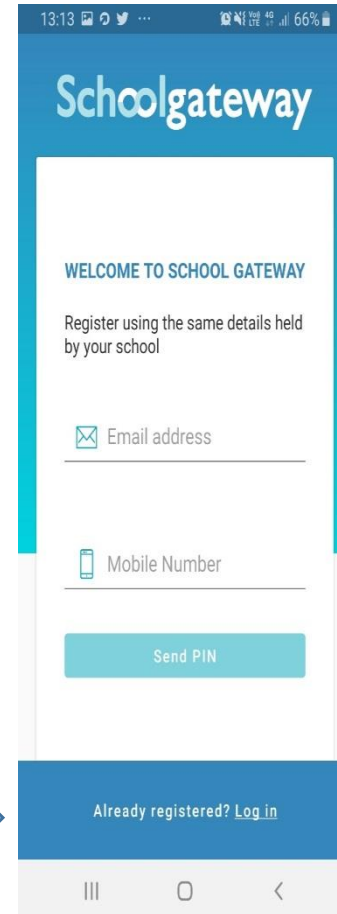 13:13 ... 66%
Schoolgateway
WELCOME TO SCHOOL GATEWAY
Register using the same details held
by your school
Email address
Mobile Number
Send PIN
Already registered? Log in